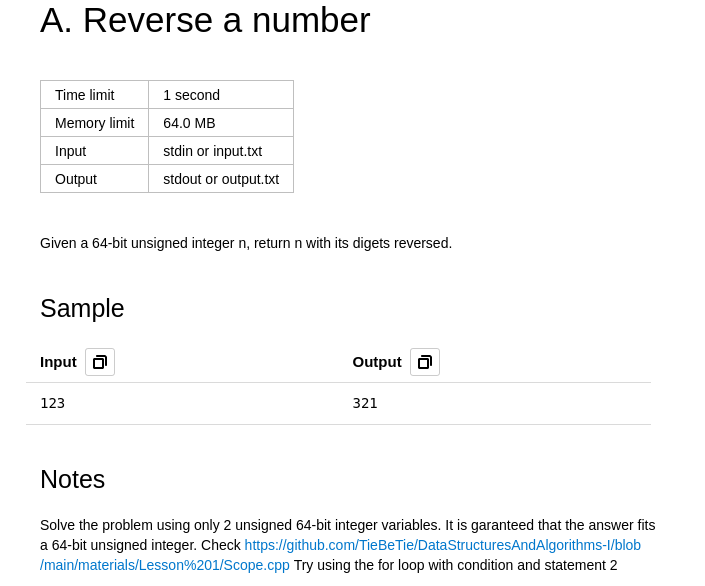 A. Reverse a number
Time limit 1 second
Memory limit 64.0 MB
Input stdin or input.txt
Output stdout or output.txt
Given a 64-bit unsigned integer n, return n with its digets reversed.
Sample
Input Output
123 321
Notes
Solve the problem using only 2 unsigned 64-bit integer variables. It is garanteed that the answer fits
a 64-bit unsigned integer. Check https://github.com/TieBeTie/DataStructuresAndAlgorithms-I/blob
/main/materials/Lesson%201/Scope.cpp Try using the for loop with condition and statement 2